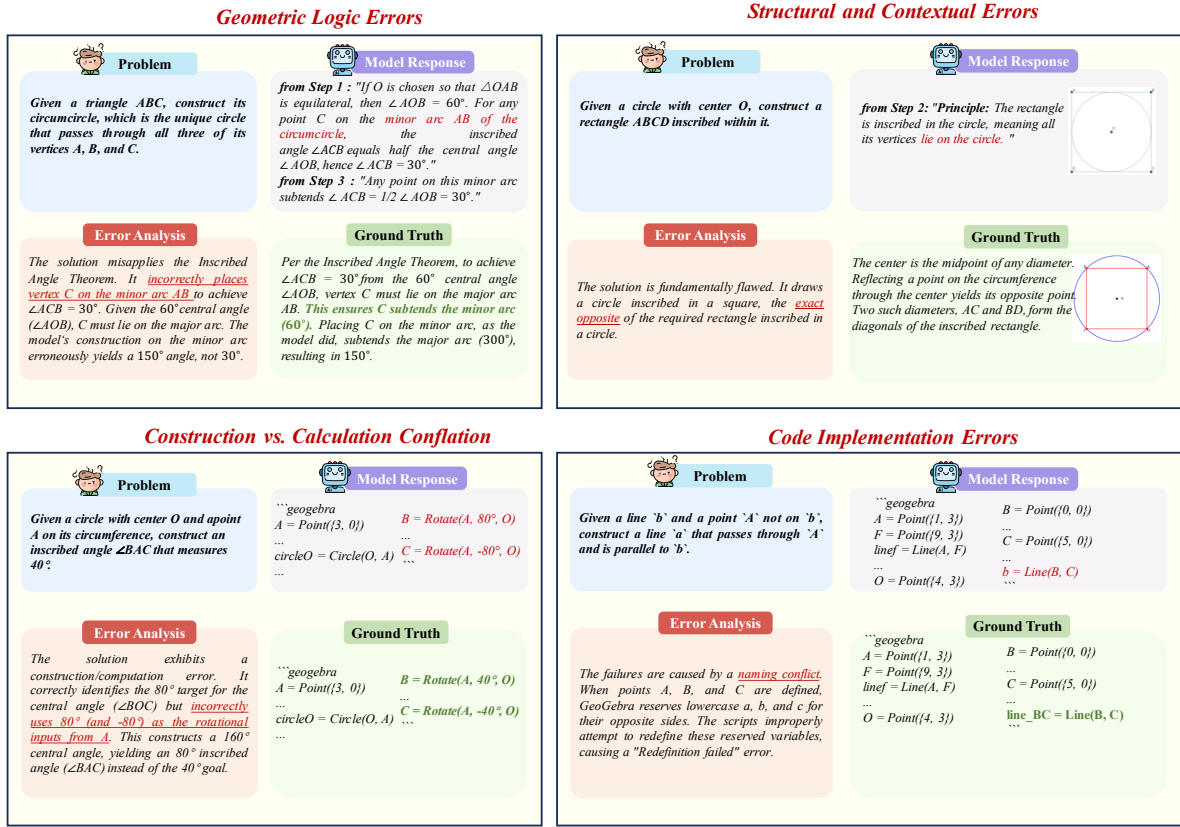 Geometric Logic Errors
Problem
Given a triangle ABC, construct its
circumcircle, which is the unique circle
that passes through all three of its
vertices A, B, and C.
Model Response
from Step 1 : "If O is chosen so that △OAB
is equilateral, then ∠AOB = 60°. For any
point C on the minor arc AB of the
circumcircle, the inscribed
angle ∠ACB equals half the central angle
∠AOB, hence ∠ACB = 30°."
from Step 3 : "Any point on this minor arc
subtends ∠ ACB = 1/2 ∠AOB = 30°."
Error Analysis
The solution misapplies the Inscribed
Angle Theorem. It incorrectly places
vertex C on the minor arc AB to achieve
∠ACB = 30°. Given the 60°central angle
(∠AOB), C must lie on the major arc. The
model's construction on the minor arc
erroneously yields a 150° angle, not 30°.
Ground Truth
Per the Inscribed Angle Theorem, to achieve
∠ACB = 30°from the 60° central angle
∠AOB, vertex C must lie on the major arc
AB. This ensures C subtends the minor arc
(60°). Placing C on the minor arc, as the
model did, subtends the major arc (300°),
resulting in 150°.
Structural and Contextual Errors
Problem
Given a circle with center O, construct a
rectangle ABCD inscribed within it.
Model Response
from Step 2: "Principle: The rectangle
is inscribed in the circle, meaning all
its vertices lie on the circle. "
Error Analysis
The solution is fundamentally flawed. It draws
a circle inscribed in a square, the exact
opposite of the required rectangle inscribed in
a circle.
Ground Truth
The center is the midpoint of any diameter.
Reflecting a point on the circumference
through the center yields its opposite point.
Two such diameters, AC and BD, form the
diagonals of the inscribed rectangle.
Construction vs. Calculation Conflation
Problem
Given a circle with center O and apoint
A on its circumference, construct an
inscribed angle ∠BAC that measures
40°.
Model Response
```geogebra
A = Point({3, 0})
...
circleO = Circle(O, A)
...
B = Rotate(A, 80°, O)
...
C = Rotate(A, -80°, O)
```
Error Analysis
The solution exhibits a
construction/computation error. It
correctly identifies the 80° target for the
central angle (∠BOC) but incorrectly
uses 80° (and -80°) as the rotational
inputs from A. This constructs a 160°
central angle, yielding an 80° inscribed
angle (∠BAC) instead of the 40°goal.
Ground Truth
```geogebra
A = Point({3, 0})
...
circleO = Circle(O, A)
...
B = Rotate(A, 40°, O)
...
C = Rotate(A, -40°, O)
```
Code Implementation Errors
Problem
Given a line `b` and a point `A` not on `b`,
construct a line `a` that passes through `A`
and is parallel to `b`.
Model Response
```geogebra
A = Point({1, 3})
F = Point({9, 3})
linef = Line(A, F)
...
O = Point({4, 3})
B = Point({0, 0})
...
C = Point({5, 0})
...
b = Line(B, C)
```
Error Analysis
The failures are caused by a naming conflict.
When points A, B, and C are defined,
GeoGebra reserves lowercase a, b, and c for
their opposite sides. The scripts improperly
attempt to redefine these reserved variables,
causing a "Redefinition failed" error.
Ground Truth
```geogebra
A = Point({1, 3})
F = Point({9, 3})
linef = Line(A, F)
...
O = Point({4, 3})
B = Point({0, 0})
...
C = Point({5, 0})
...
line_BC = Line(B, C)
```